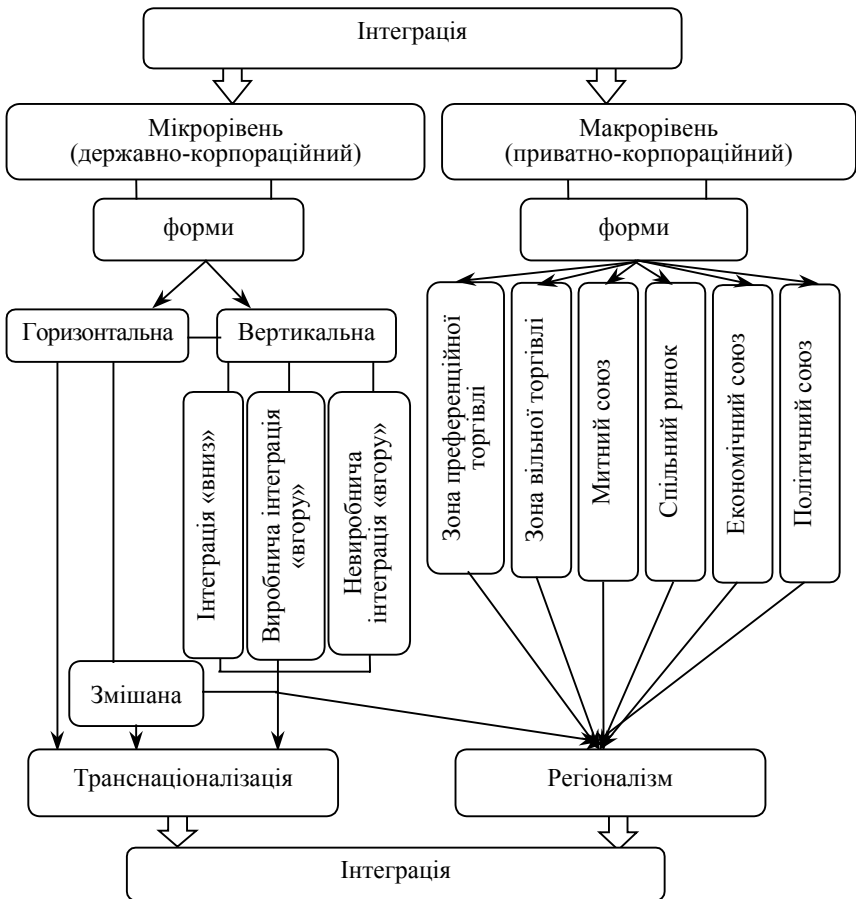 Інтеграція
Мікрорівень
(державно-корпораційний)
Макрорівень
(приватно-корпораційний)
форми
форми
Горизонтальна
Вертикальна
Інтеграція «вниз»
Виробнича інтеграція
«вгору»
Невиробнича
інтеграція «вгору»
Зона преференційної
торгівлі
Зона вільної торгівлі
Митний союз
Спільний ринок
Економічний союз
Політичний союз
Змішана
Транснаціоналізація
Регіоналізм
Інтеграція